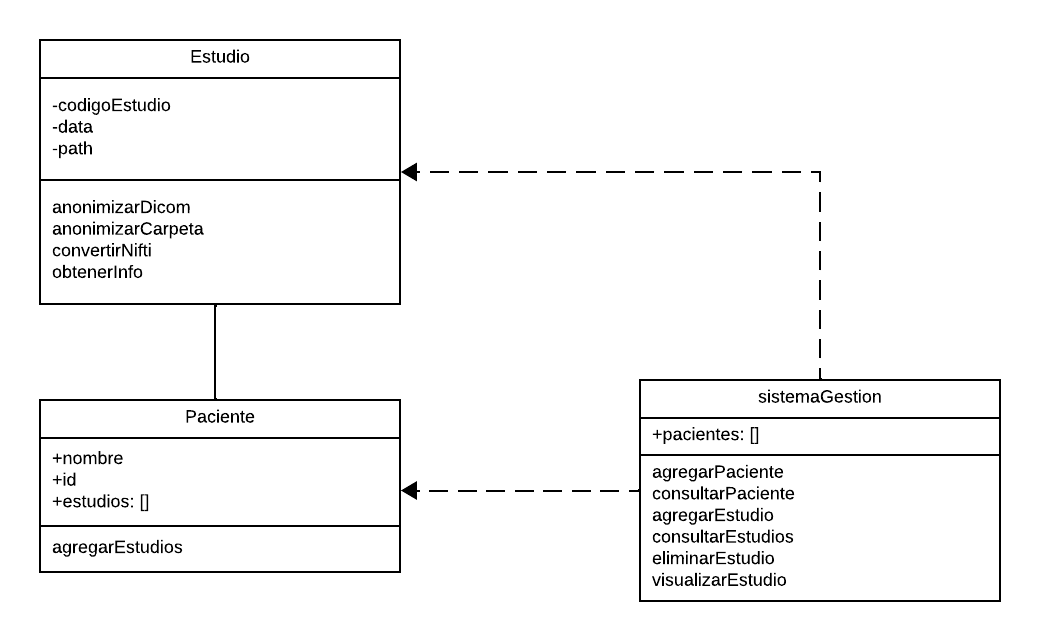 Estudio
-codigoEstudio
-data
-path
anonimizarDicom
anonimizarCarpeta
convertirNifti
obtenerInfo
Paciente
+nombre
+id
+estudios: []
agregarEstudios
sistemaGestion
+pacientes: []
agregarPaciente
consultarPaciente
agregarEstudio
consultarEstudios
eliminarEstudio
visualizarEstudio